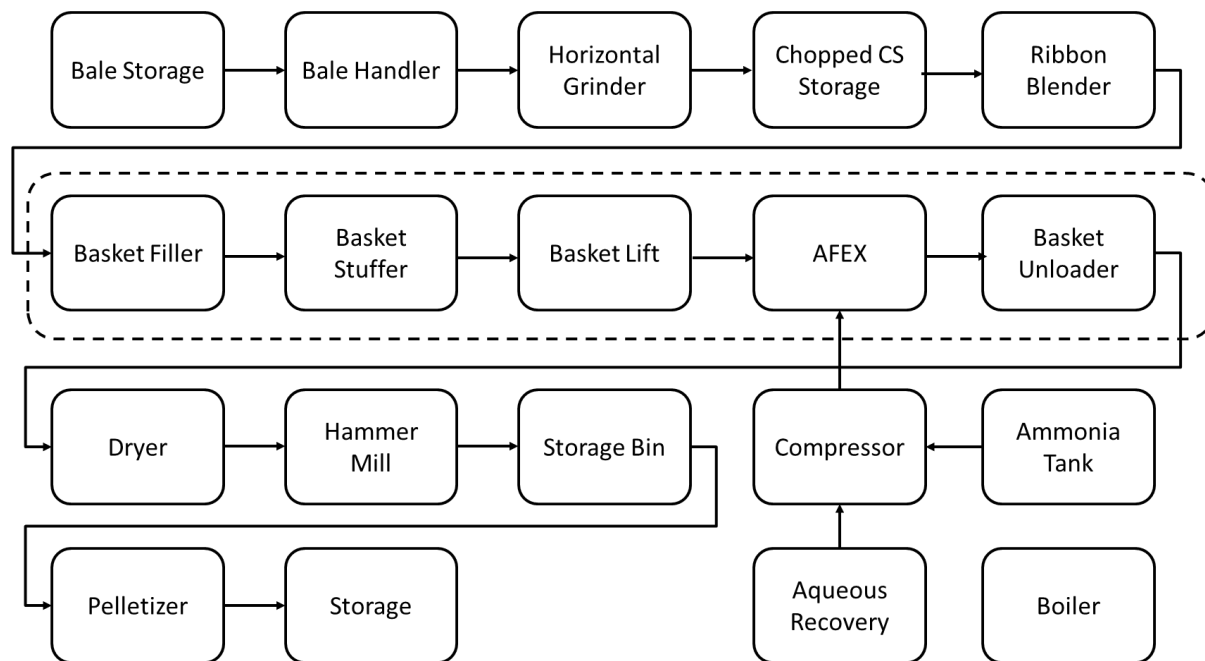 Bale Storage
Bale Handler
Horizontal
Grinder
Chopped CS
Storage
Ribbon
Blender
Basket Filler
Basket
Stuffer
Basket Lift
AFEX
Basket
Unloader
Dryer
Hammer
Mill
Storage Bin
Compressor
Ammonia
Tank
Pelletizer
Storage
Aqueous
Recovery
Boiler